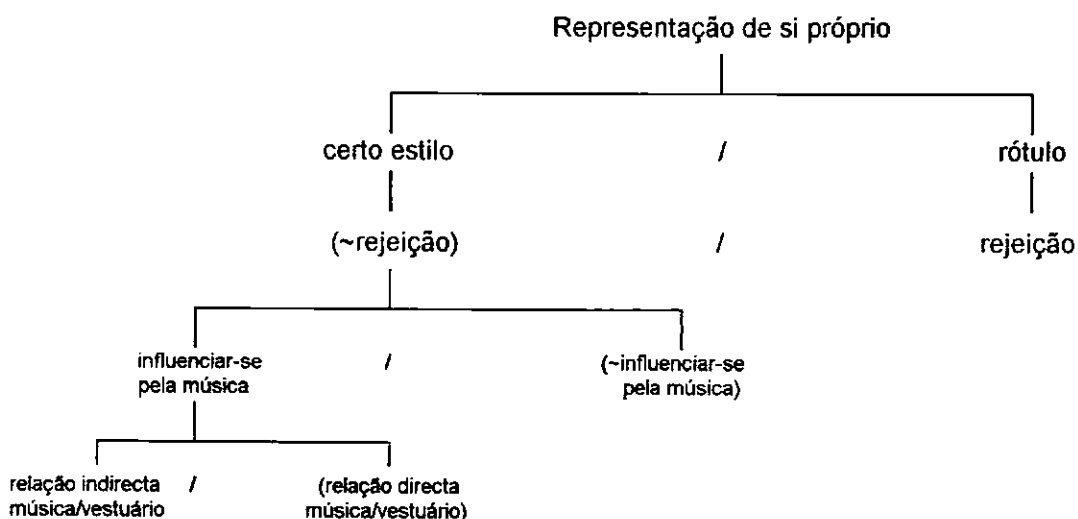 Representação de si próprio
certo estilo / rótulo
(~rejeição) / rejeição
influenciar-se / (~influenciar-se
pela música pela música)
relação indirecta / (relação directa
música/vestuário música/vestuário)